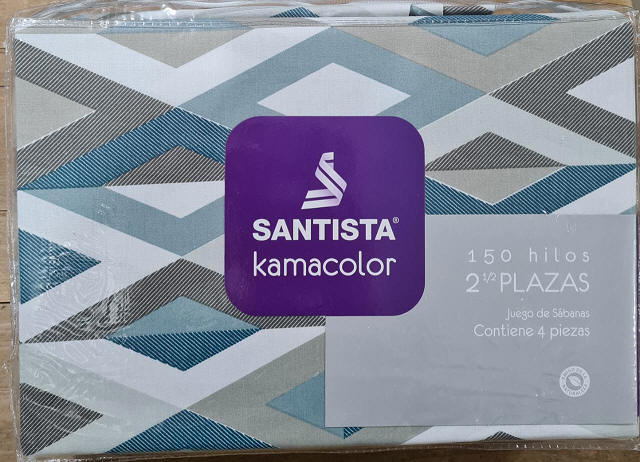 SANTISTA®
kamacolor
150 hilos
2 1/2 PLAZAS
Juego de Sábanas
Contiene 4 piezas